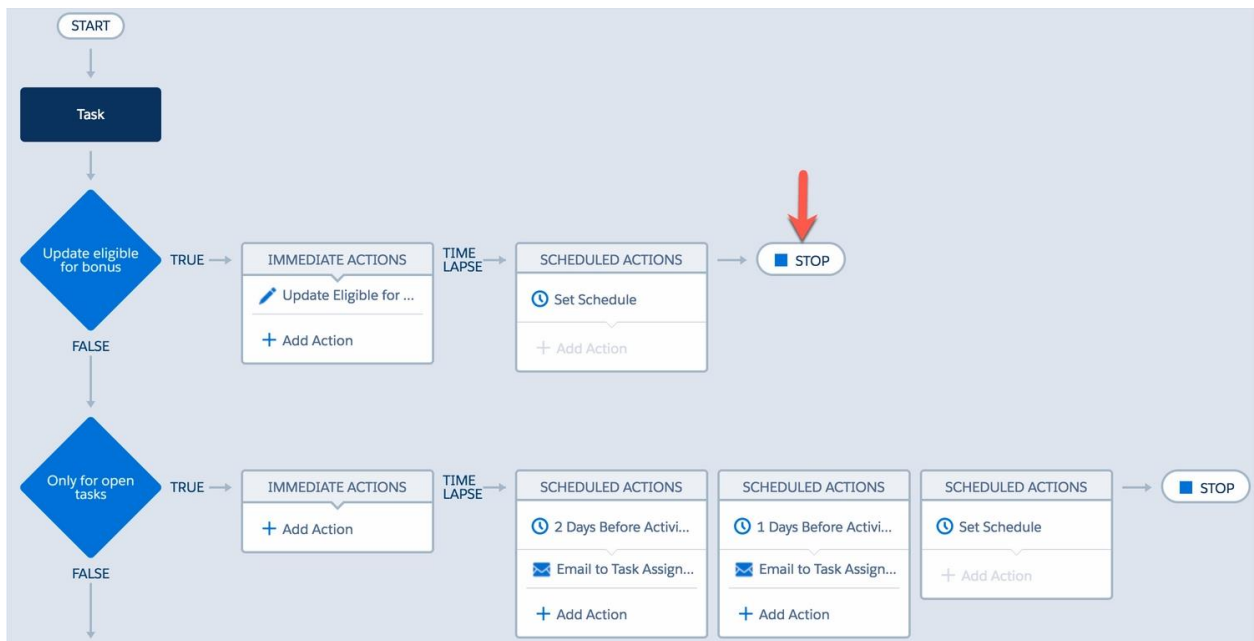 START
Task
Update eligible
for bonus
TRUE
IMMEDIATE ACTIONS
Update Eligible for ...
+ Add Action
TIME
LAPSE
SCHEDULED ACTIONS
Set Schedule
+ Add Action
STOP
FALSE
Only for open
tasks
TRUE
IMMEDIATE ACTIONS
+ Add Action
TIME
LAPSE
SCHEDULED ACTIONS
2 Days Before Activi...
Email to Task Assign...
+ Add Action
SCHEDULED ACTIONS
1 Days Before Activi...
Email to Task Assign...
+ Add Action
SCHEDULED ACTIONS
Set Schedule
+ Add Action
STOP
FALSE